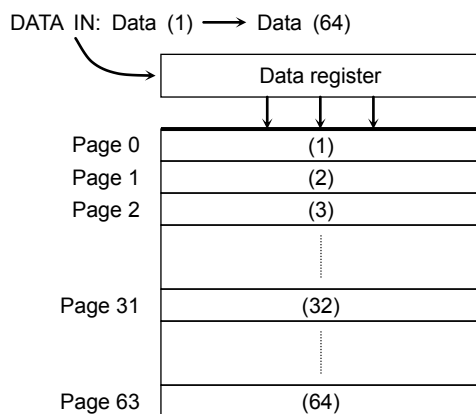 DATA IN: Data (1) Data (64)
Data register
Page 0 (1)
Page 1 (2)
Page 2 (3)
Page 31 (32)
Page 63 (64)